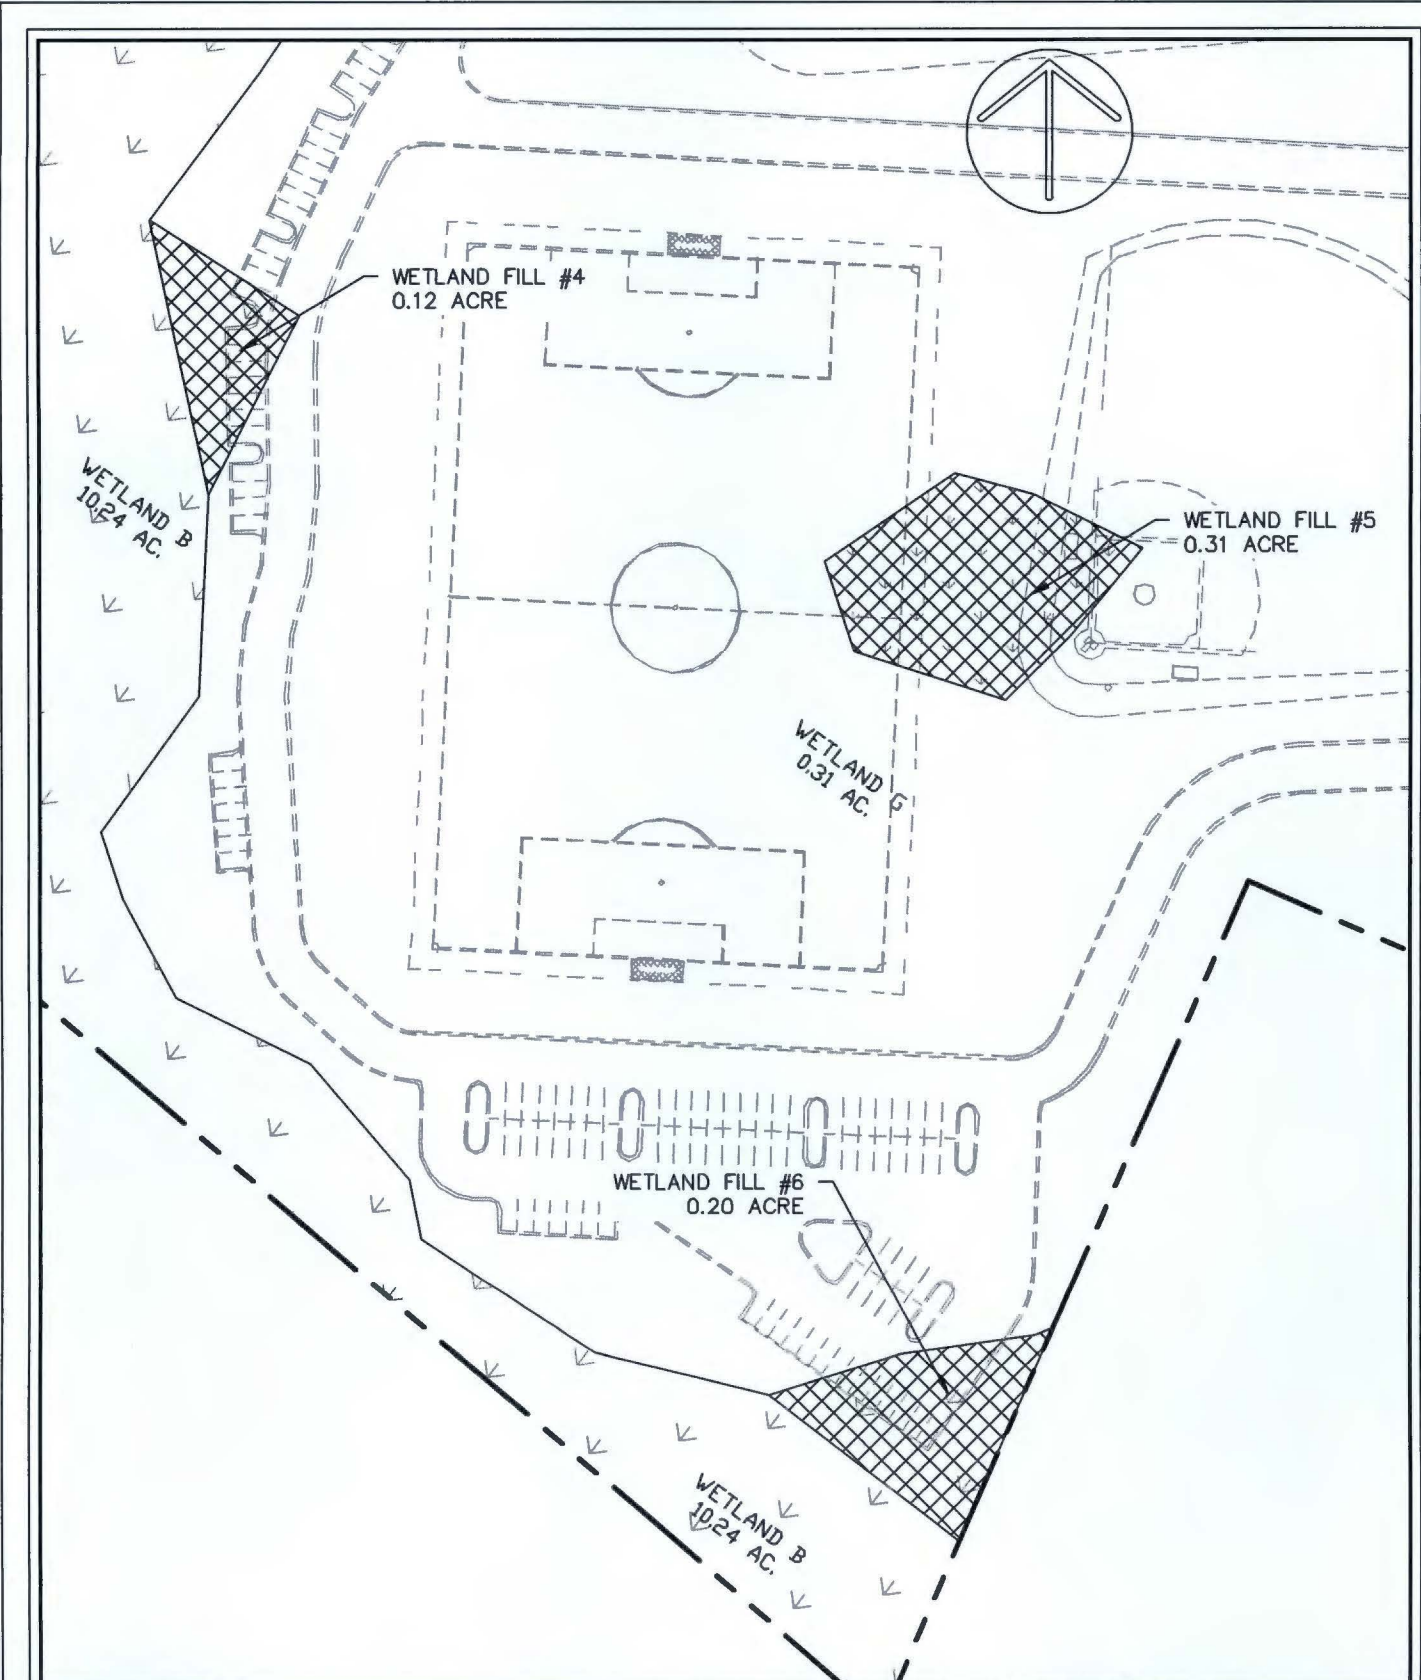 WETLAND FILL #4
0.12 ACRE
WETLAND B
10.24 AC.
WETLAND FILL #5
0.31 ACRE
WETLAND G
0.31 AC.
WETLAND FILL #6
0.20 ACRE
WETLAND B
10.24 AC.